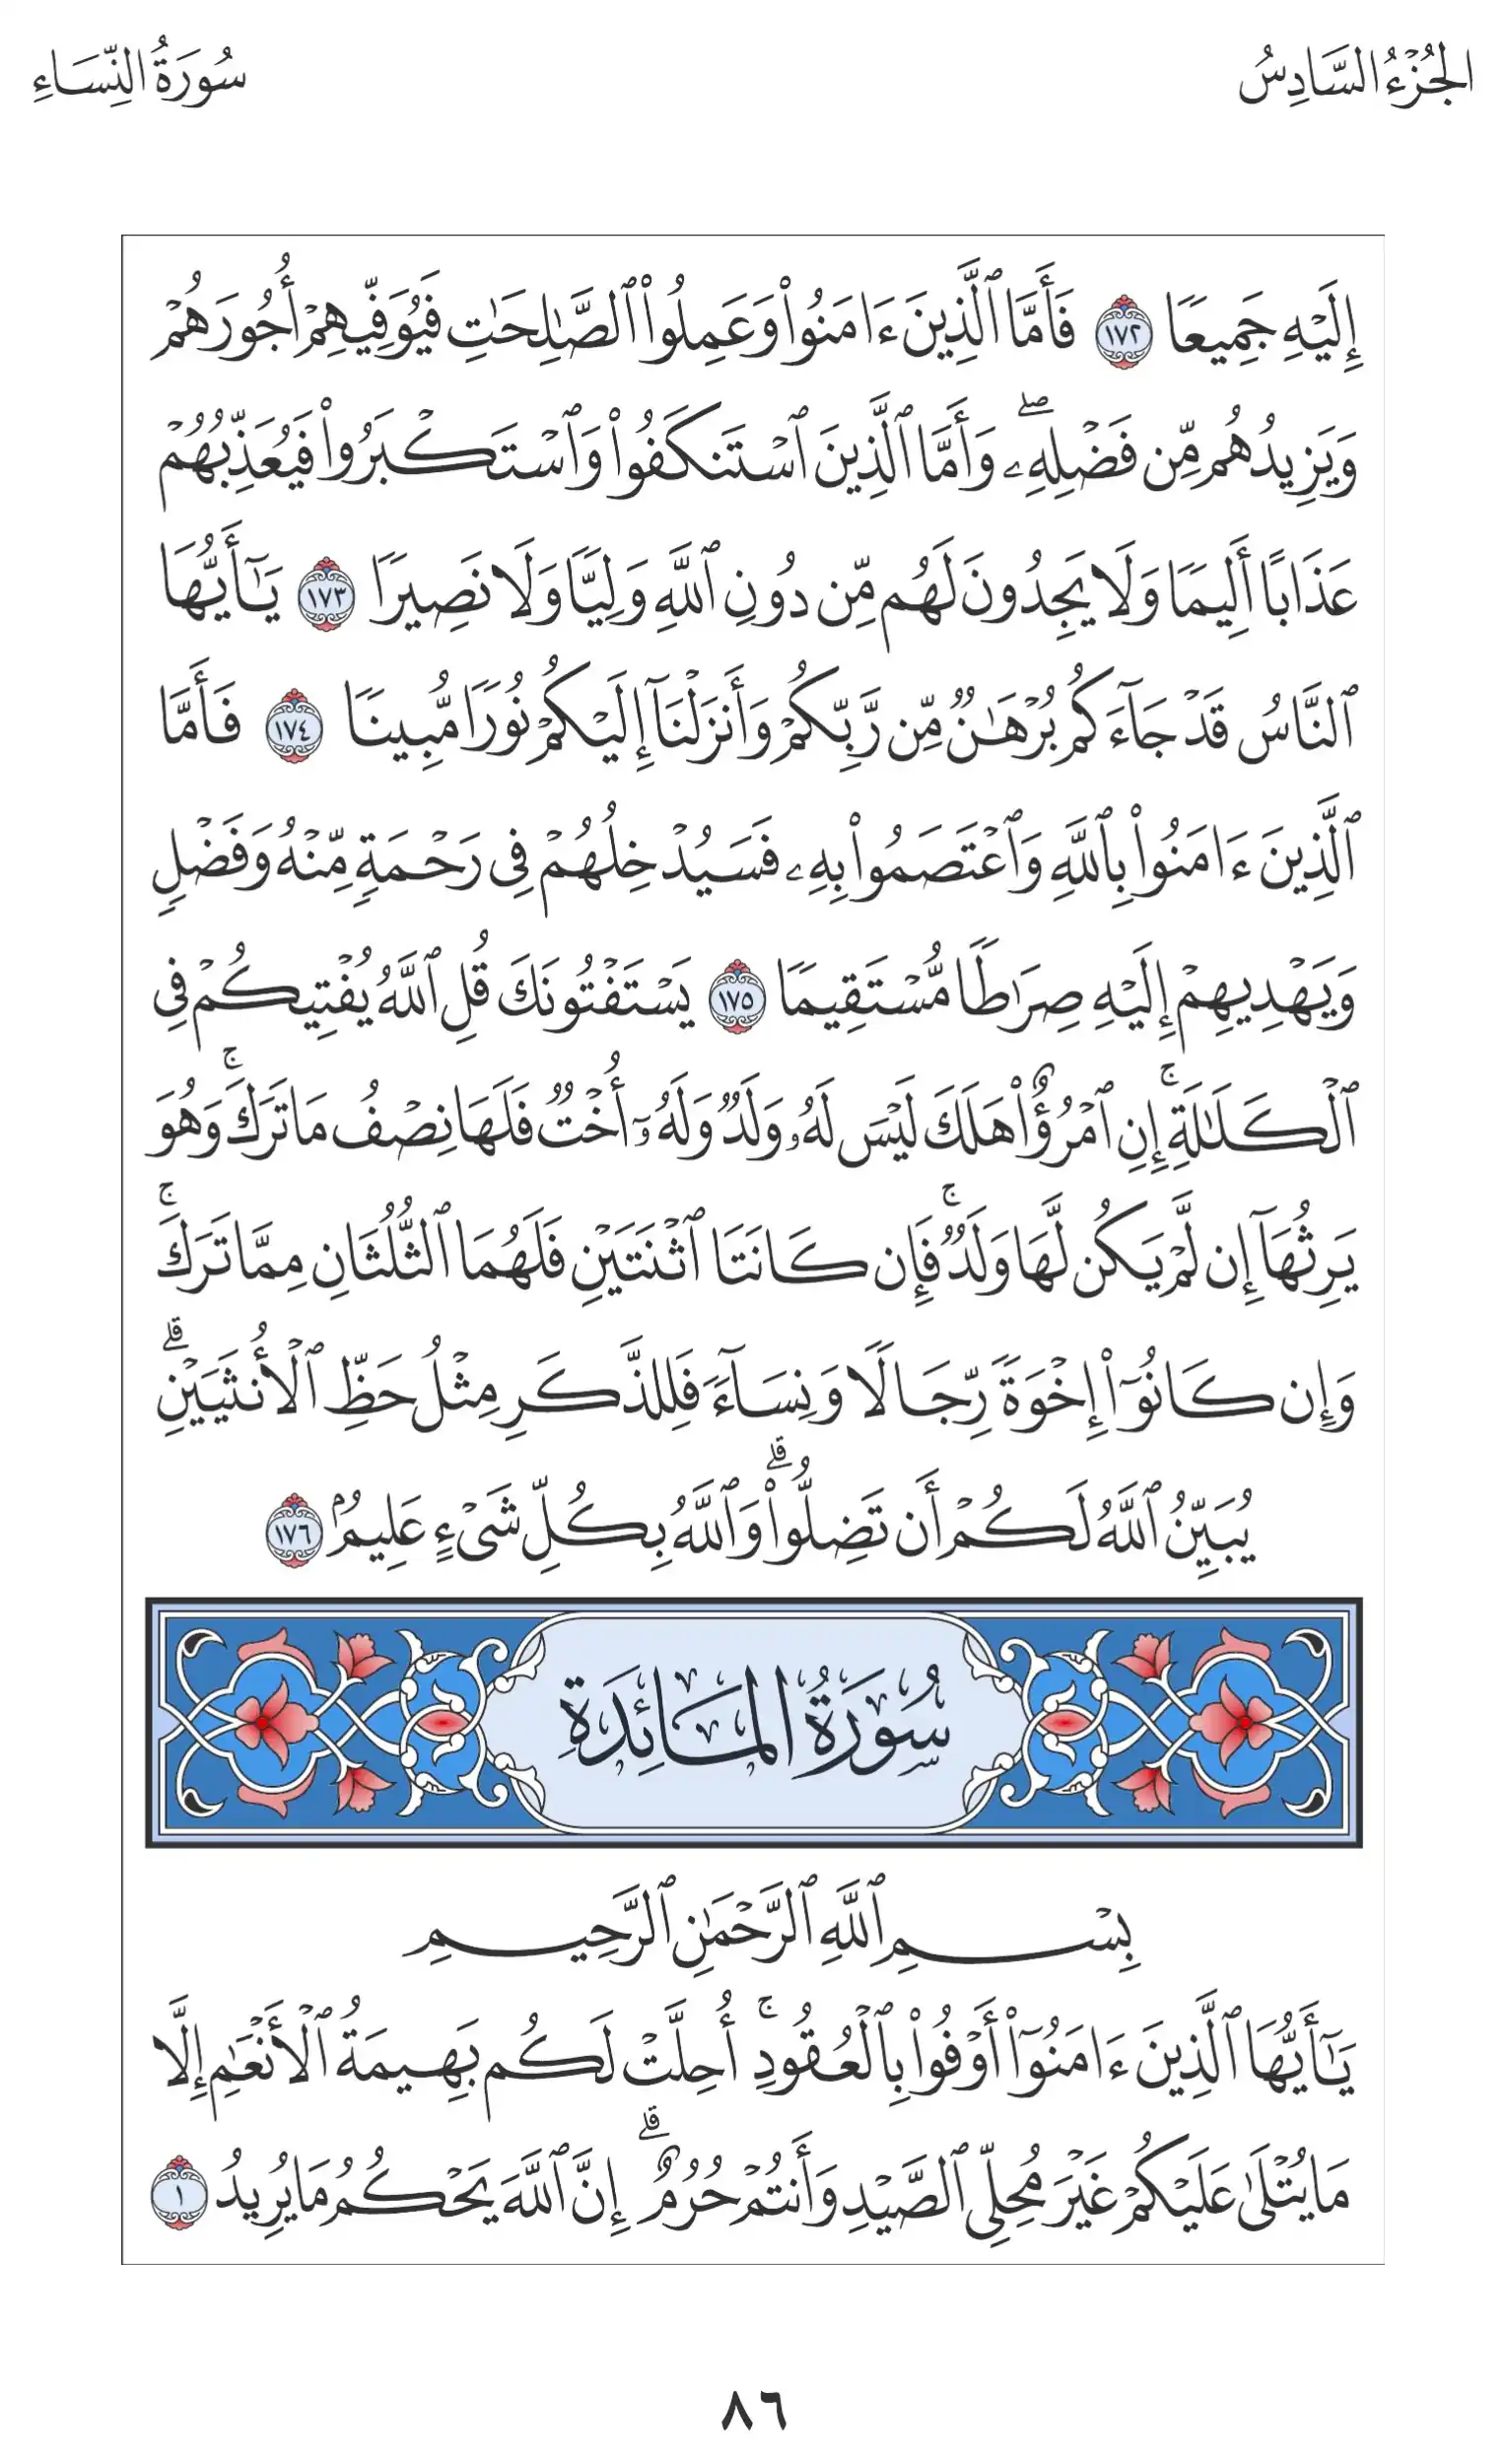 الجُزْءُ السَّادِسُ
سُورَةُ النِّسَاءِ
إِلَيْهِ جَمِيعًا ١٧٢ فَأَمَّا ٱلَّذِينَ ءَامَنُوا۟ وَعَمِلُوا۟ ٱلصَّٰلِحَٰتِ فَيُوَفِّيهِمْ أُجُورَهُمْ
وَيَزِيدُهُم مِّن فَضْلِهِۦۖ وَأَمَّا ٱلَّذِينَ ٱسْتَنكَفُوا۟ وَٱسْتَكْبَرُوا۟ فَيُعَذِّبُهُمْ
عَذَابًا أَلِيمًا وَلَا يَجِدُونَ لَهُم مِّن دُونِ ٱللَّهِ وَلِيًّا وَلَا نَصِيرًا ١٧٣ يَٰٓأَيُّهَا
ٱلنَّاسُ قَدْ جَآءَكُم بُرْهَٰنٌ مِّن رَّبِّكُمْ وَأَنزَلْنَآ إِلَيْكُمْ نُورًا مُّبِينًا ١٧٤ فَأَمَّا
ٱلَّذِينَ ءَامَنُوا۟ بِٱللَّهِ وَٱعْتَصَمُوا۟ بِهِۦ فَسَيُدْخِلُهُمْ فِى رَحْمَةٍ مِّنْهُ وَفَضْلٍ
وَيَهْدِيهِمْ إِلَيْهِ صِرَٰطًا مُّسْتَقِيمًا ١٧٥ يَسْتَفْتُونَكَ قُلِ ٱللَّهُ يُفْتِيكُمْ فِى
ٱلْكَلَٰلَةِۚ إِنِ ٱمْرُؤٌا۟ هَلَكَ لَيْسَ لَهُۥ وَلَدٌ وَلَهُۥٓ أُخْتٌ فَلَهَا نِصْفُ مَا تَرَكَۚ وَهُوَ
يَرِثُهَآ إِن لَّمْ يَكُن لَّهَا وَلَدٌۚ فَإِن كَانَتَا ٱثْنَتَيْنِ فَلَهُمَا ٱلثُّلُثَانِ مِمَّا تَرَكَۚ
وَإِن كَانُوٓا۟ إِخْوَةً رِّجَالًا وَنِسَآءً فَلِلذَّكَرِ مِثْلُ حَظِّ ٱلْأُنثَيَيْنِۗ
يُبَيِّنُ ٱللَّهُ لَكُمْ أَن تَضِلُّوا۟ۗ وَٱللَّهُ بِكُلِّ شَىْءٍ عَلِيمٌۢ ١٧٦
سُورَةُ المَائِدَةِ
بِسْمِ ٱللَّهِ ٱلرَّحْمَٰنِ ٱلرَّحِيمِ
يَٰٓأَيُّهَا ٱلَّذِينَ ءَامَنُوٓا۟ أَوْفُوا۟ بِٱلْعُقُودِۚ أُحِلَّتْ لَكُم بَهِيمَةُ ٱلْأَنْعَٰمِ إِلَّا
مَا يُتْلَىٰ عَلَيْكُمْ غَيْرَ مُحِلِّى ٱلصَّيْدِ وَأَنتُمْ حُرُمٌۗ إِنَّ ٱللَّهَ يَحْكُمُ مَا يُرِيدُ ١
٨٦